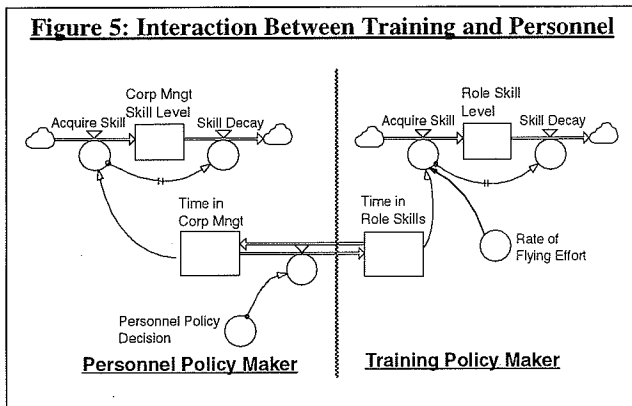 Figure 5: Interaction Between Training and Personnel
Corp Mngt
Skill Level
Acquire Skill
Skill Decay
Role Skill
Level
Acquire Skill
Skill Decay
Time in
Corp Mngt
Time in
Role Skills
Rate of
Flying Effort
Personnel Policy
Decision
Personnel Policy Maker
Training Policy Maker